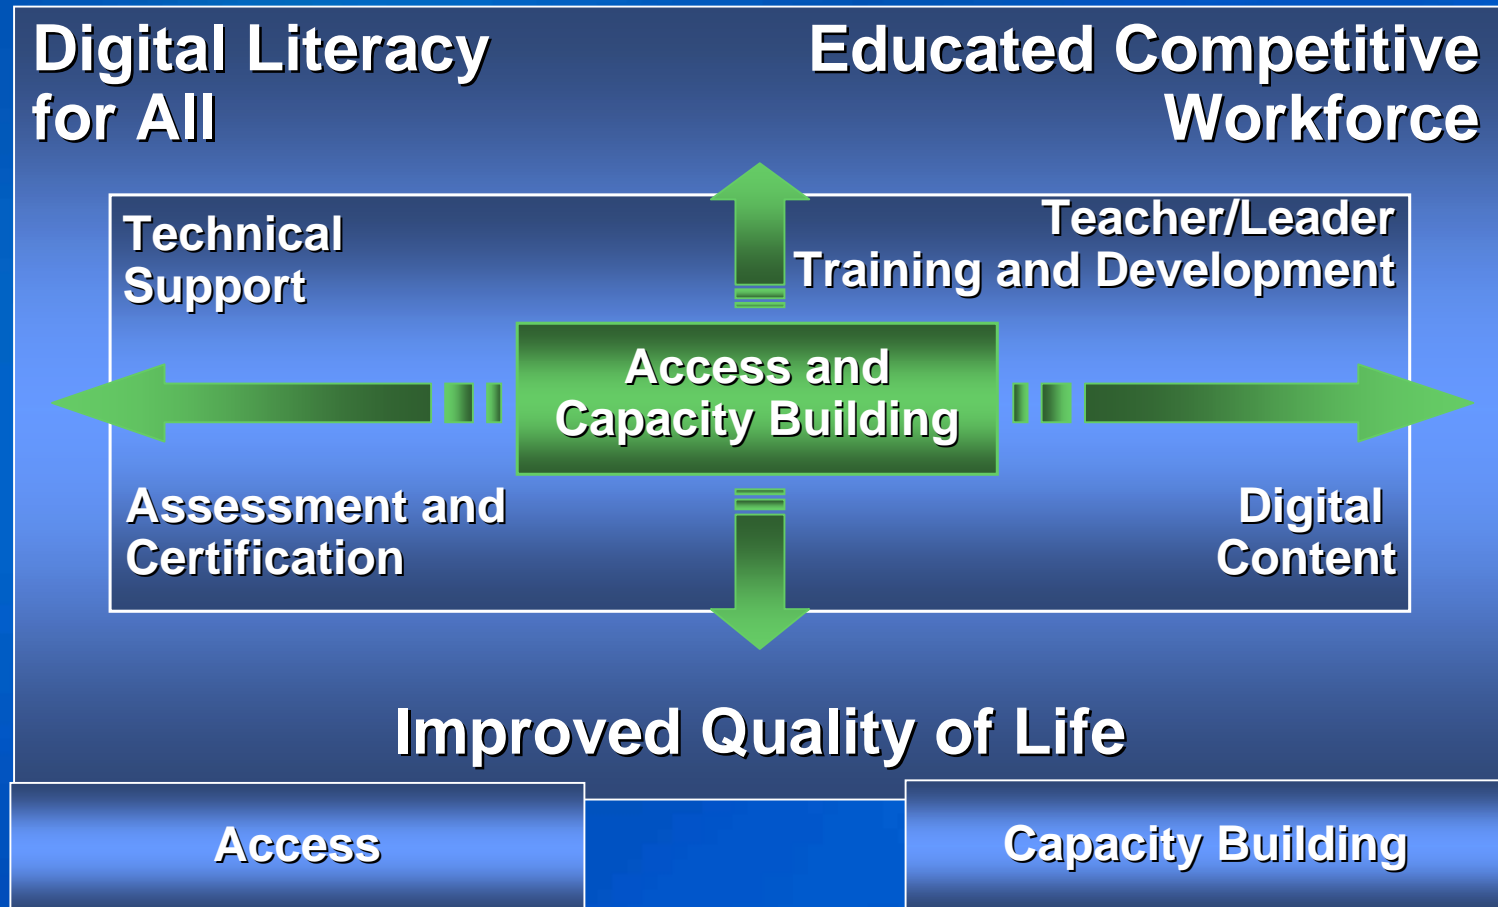 Digital Literacy
for All
Educated Competitive
Workforce
Technical
Support
Teacher/Leader
Training and Development
Access and
Capacity Building
Assessment and
Certification
Digital
Content
Improved Quality of Life
Access
Capacity Building